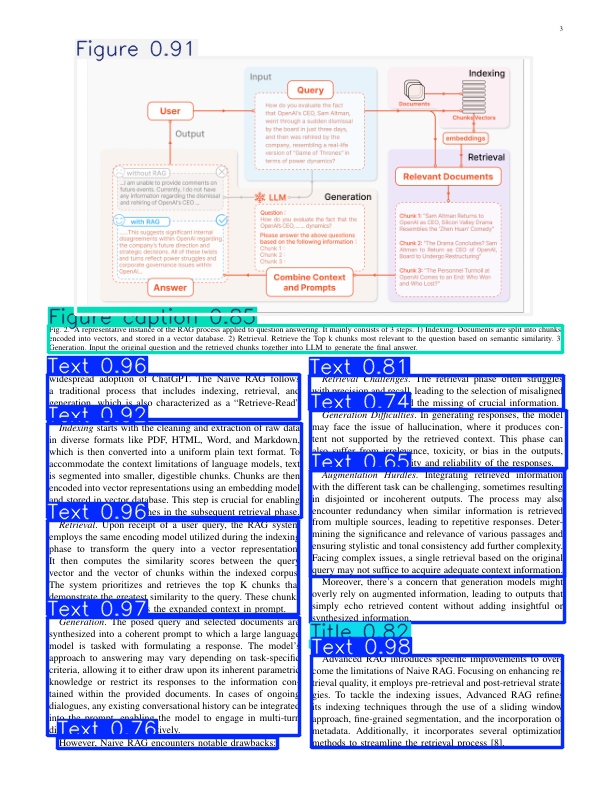 3
Figure 0.91
Indexing
Input
Query
Documents
Chunks
Vectors
User
How do you evaluate the fact
that OpenAI's CEO, Sam Altman,
went through a sudden dismissal
by the board in just three days,
and then was rehired by the
company, resembling a real-life
version of "Game of Thrones" in
terms of power dynamics?
embeddings
Output
Retrieval
without RAG
Relevant Documents
...I am unable to provide comments on
future events. Currently, I do not have
any information regarding the dismissal
and rehiring of OpenAI's CEO ...
LLM
Generation
with RAG
......This suggests significant internal
disagreements within OpenAI regarding
the company's future direction and
strategic decisions. All of these twists
and turns reflect power struggles and
corporate governance issues within
OpenAI...
Question :
How do you evaluate the fact that the
OpenAI's CEO, ... ... dynamics?
Please answer the above questions
based on the following information :
Chunk 1 :
Chunk 2 :
Chunk 3 :
Chunk 1: "Sam Altman Returns to
OpenAI as CEO, Silicon Valley Drama
Resembles the 'Zhen Huan' Comedy"
Chunk 2: "The Drama Concludes? Sam
Altman to Return as CEO of OpenAI,
Board to Undergo Restructuring"
Chunk 3: "The Personnel Turmoil at
OpenAI Comes to an End: Who Won
and Who Lost?"
Answer
Combine Context
and Prompts
Figure caption 0.85
Fig. 2. A representative instance of the RAG process applied to question answering. It mainly consists of 3 steps. 1) Indexing. Documents are split into chunks,
encoded into vectors, and stored in a vector database. 2) Retrieval. Retrieve the Top k chunks most relevant to the question based on semantic similarity. 3)
Generation. Input the original question and the retrieved chunks together into LLM to generate the final answer.
Text 0.96
widespread adoption of ChatGPT. The Naive RAG follows
a traditional process that includes indexing, retrieval, and
generation, which is also characterized as a "Retrieve-Read"
Text 0.92
Indexing starts with the cleaning and extraction of raw data
in diverse formats like PDF, HTML, Word, and Markdown,
which is then converted into a uniform plain text format. To
accommodate the context limitations of language models, text
is segmented into smaller, digestible chunks. Chunks are then
encoded into vector representations using an embedding model
and stored in vector database. This step is crucial for enabling
in the subsequent retrieval phase.
Text 0.96
Retrieval. Upon receipt of a user query, the RAG system
employs the same encoding model utilized during the indexing
phase to transform the query into a vector representation.
It then computes the similarity scores between the query
vector and the vector of chunks within the indexed corpus.
The system prioritizes and retrieves the top K chunks that
demonstrate the greatest similarity to the query. These chunks
the expanded context in prompt.
Text 0.97
Generation. The posed query and selected documents are
synthesized into a coherent prompt to which a large language
model is tasked with formulating a response. The model's
approach to answering may vary depending on task-specific
criteria, allowing it to either draw upon its inherent parametric
knowledge or restrict its responses to the information con-
tained within the provided documents. In cases of ongoing
dialogues, any existing conversational history can be integrated
into the prompt, enabling the model to engage in multi-turn
Text 0.76
However, Naive RAG encounters notable drawbacks:
Text 0.81
Retrieval Challenges. The retrieval phase often struggles
with precision and recall, leading to the selection of misaligned
the missing of crucial information.
Text 0.74
Generation Difficulties. In generating responses, the model
may face the issue of hallucination, where it produces con-
tent not supported by the retrieved context. This phase can
also suffer from irrelevance, toxicity, or bias in the outputs,
and reliability of the responses.
Text 0.65
Augmentation Hurdles. Integrating retrieved information
with the different task can be challenging, sometimes resulting
in disjointed or incoherent outputs. The process may also
encounter redundancy when similar information is retrieved
from multiple sources, leading to repetitive responses. Deter-
mining the significance and relevance of various passages and
ensuring stylistic and tonal consistency add further complexity.
Facing complex issues, a single retrieval based on the original
query may not suffice to acquire adequate context information.
Moreover, there's a concern that generation models might
overly rely on augmented information, leading to outputs that
simply echo retrieved content without adding insightful or
synthesized information.
Title 0.82
Text 0.98
Advanced RAG introduces specific improvements to over-
come the limitations of Naive RAG. Focusing on enhancing re-
trieval quality, it employs pre-retrieval and post-retrieval strate-
gies. To tackle the indexing issues, Advanced RAG refines
its indexing techniques through the use of a sliding window
approach, fine-grained segmentation, and the incorporation of
metadata. Additionally, it incorporates several optimization
methods to streamline the retrieval process [8].